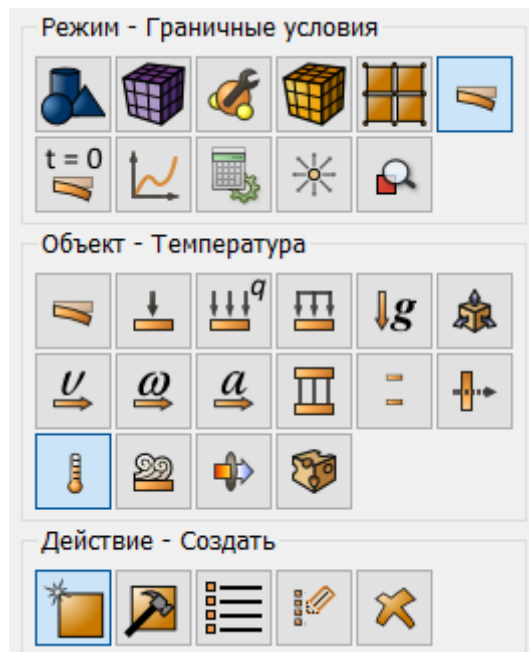 Режим - Граничные условия
t = 0
Объект - Температура
q
g
υ ω a
Действие - Создать